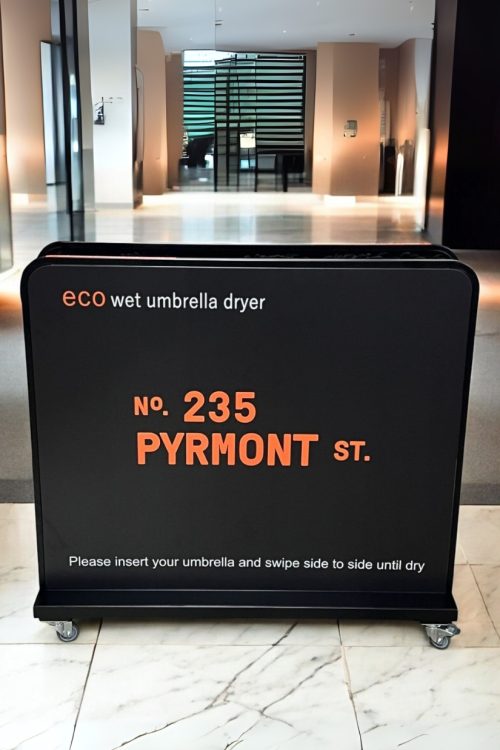 eco wet umbrella dryer
No. 235
PYRMONT ST.
Please insert your umbrella and swipe side to side until dry